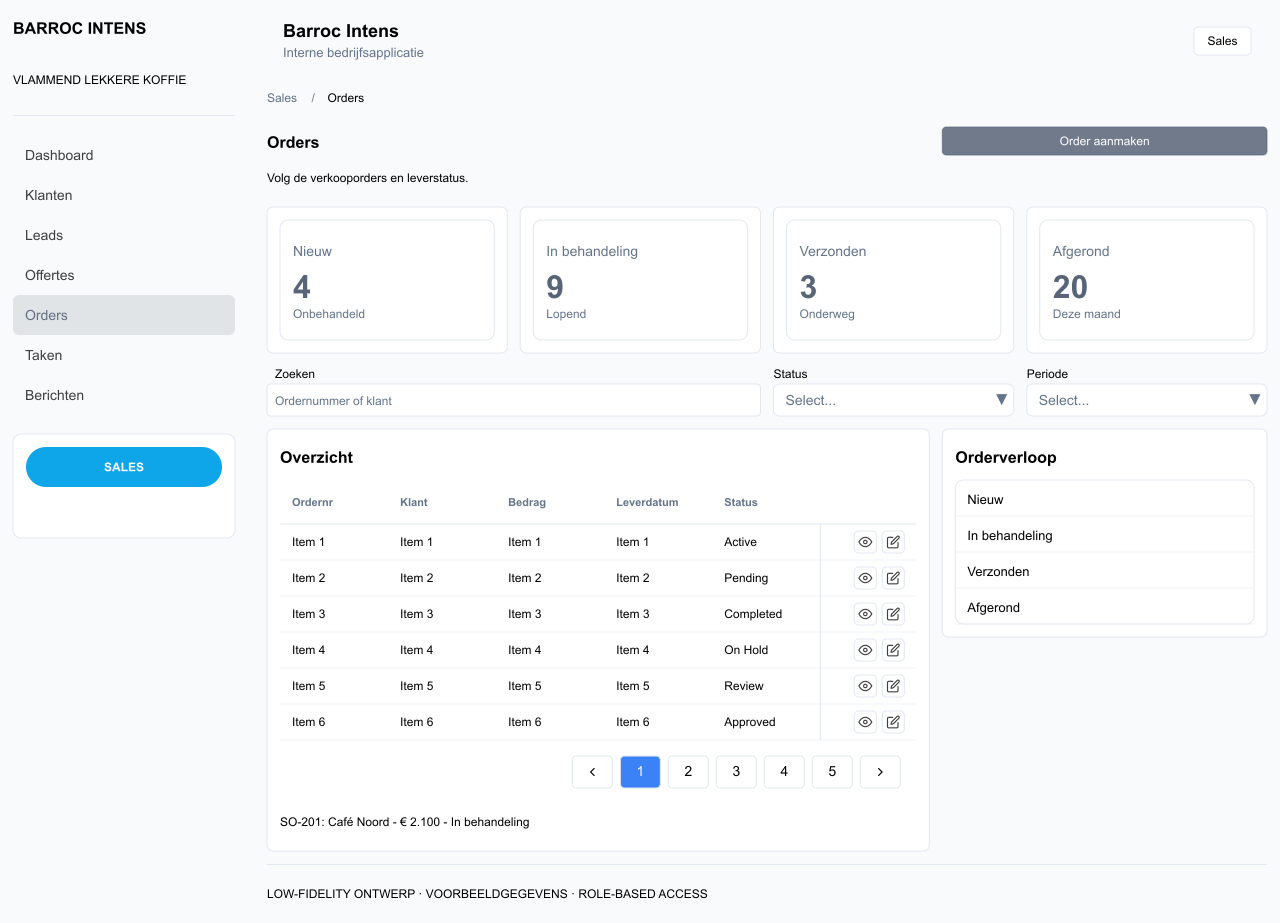 BARROC INTENS
VLAMMEND LEKKERE KOFFIE
Dashboard
Klanten
Leads
Offertes
Orders
Taken
Berichten
SALES
Barroc Intens
Interne bedrijfsapplicatie
Sales
Sales / Orders
Orders
Order aanmaken
Volg de verkooporders en leverstatus.
Nieuw
4
Onbehandeld
In behandeling
9
Lopend
Verzonden
3
Onderweg
Afgerond
20
Deze maand
Zoeken
Ordernummer of klant
Status
Select...
Periode
Select...
Overzicht
Ordernr Klant Bedrag Leverdatum Status
Item 1 Item 1 Item 1 Item 1 Active
Item 2 Item 2 Item 2 Item 2 Pending
Item 3 Item 3 Item 3 Item 3 Completed
Item 4 Item 4 Item 4 Item 4 On Hold
Item 5 Item 5 Item 5 Item 5 Review
Item 6 Item 6 Item 6 Item 6 Approved
‹ 1 2 3 4 5 ›
SO-201: Café Noord - € 2.100 - In behandeling
Orderverloop
Nieuw
In behandeling
Verzonden
Afgerond
LOW-FIDELITY ONTWERP · VOORBEELDGEGEVENS · ROLE-BASED ACCESS